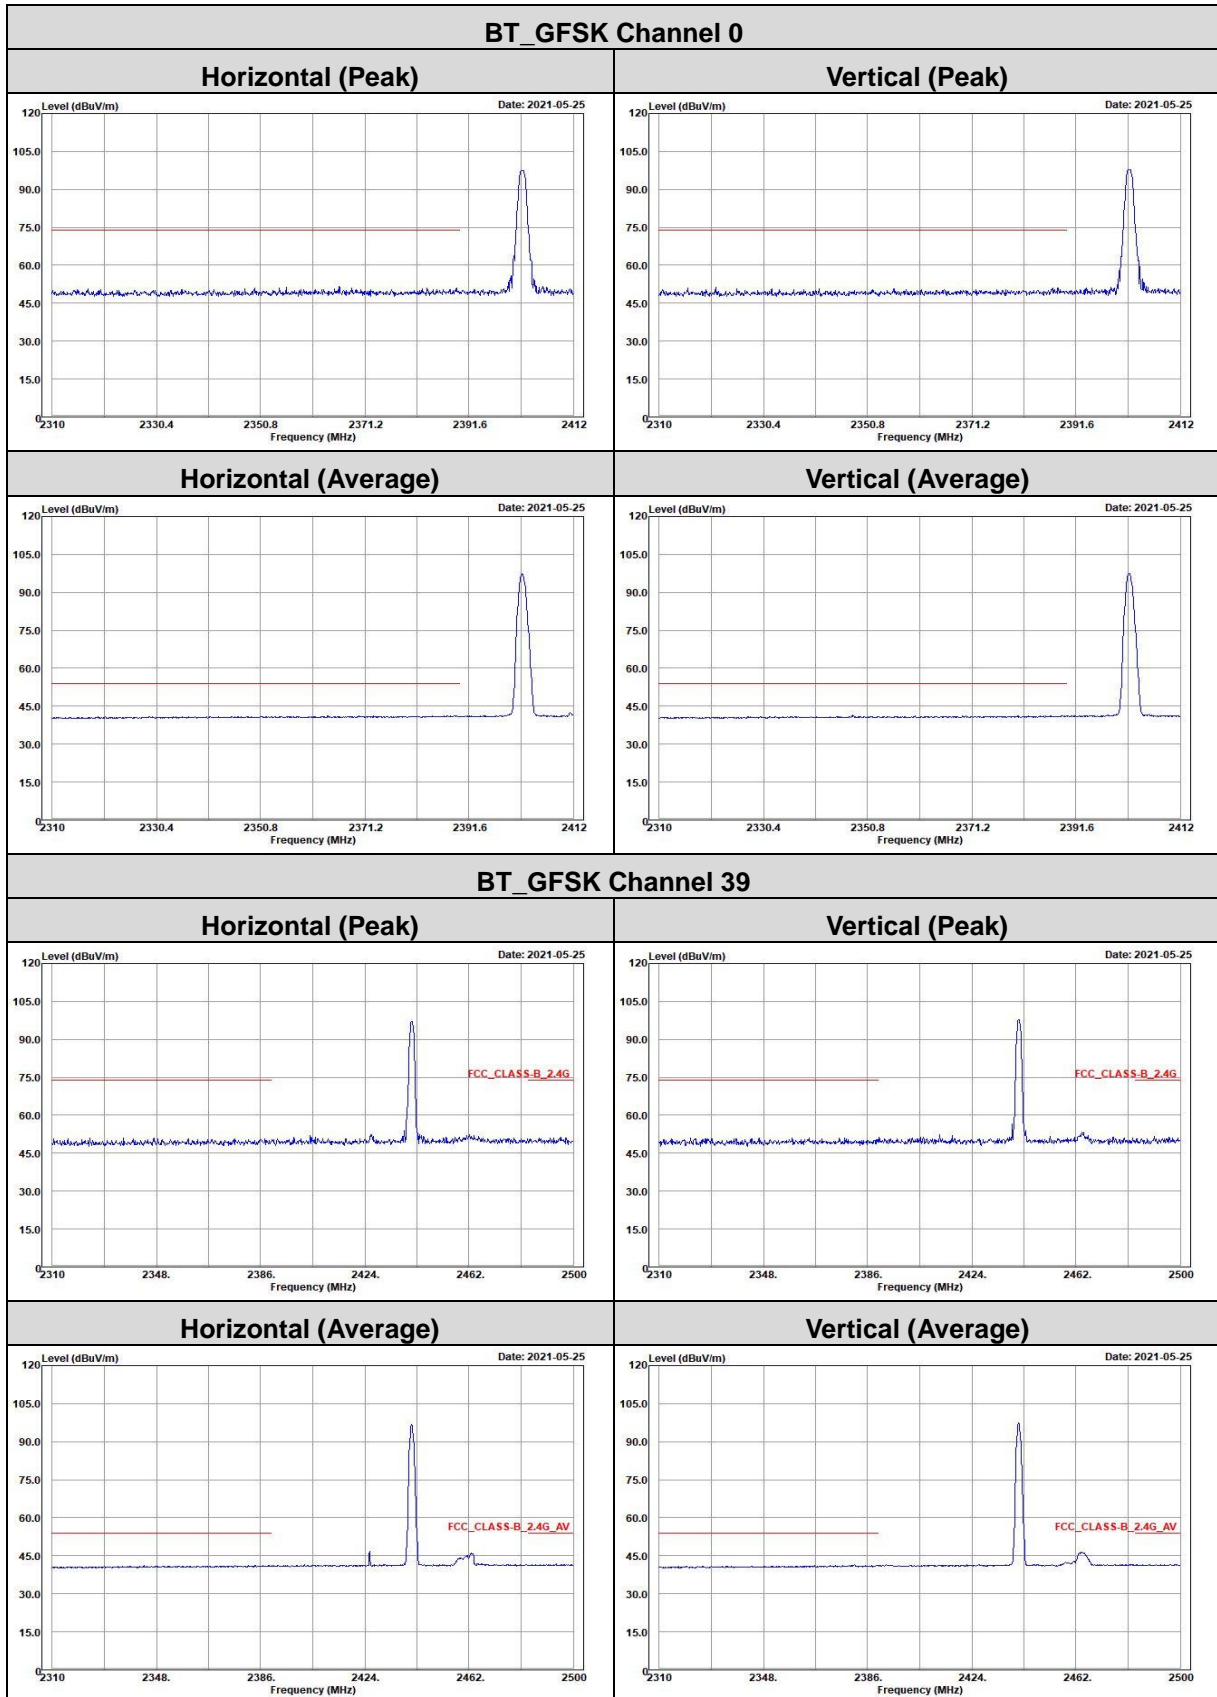 BT_GFSK Channel 0
Horizontal (Peak)
Vertical (Peak)
120 Level (dBuV/m) Date: 2021-05-25
105.0
90.0
75.0
60.0
45.0
30.0
15.0
0
2310 2330.4 2350.8 2371.2 2391.6 2412
Frequency (MHz)
120 Level (dBuV/m) Date: 2021-05-25
105.0
90.0
75.0
60.0
45.0
30.0
15.0
0
2310 2330.4 2350.8 2371.2 2391.6 2412
Frequency (MHz)
Horizontal (Average)
Vertical (Average)
120 Level (dBuV/m) Date: 2021-05-25
105.0
90.0
75.0
60.0
45.0
30.0
15.0
0
2310 2330.4 2350.8 2371.2 2391.6 2412
Frequency (MHz)
120 Level (dBuV/m) Date: 2021-05-25
105.0
90.0
75.0
60.0
45.0
30.0
15.0
0
2310 2330.4 2350.8 2371.2 2391.6 2412
Frequency (MHz)
BT_GFSK Channel 39
Horizontal (Peak)
Vertical (Peak)
120 Level (dBuV/m) Date: 2021-05-25
105.0
90.0
75.0
FCC_CLASS-B_2.4G
60.0
45.0
30.0
15.0
0
2310 2348. 2386. 2424. 2462. 2500
Frequency (MHz)
120 Level (dBuV/m) Date: 2021-05-25
105.0
90.0
75.0
FCC_CLASS-B_2.4G
60.0
45.0
30.0
15.0
0
2310 2348. 2386. 2424. 2462. 2500
Frequency (MHz)
Horizontal (Average)
Vertical (Average)
120 Level (dBuV/m) Date: 2021-05-25
105.0
90.0
75.0
60.0
FCC_CLASS-B_2.4G_AV
45.0
30.0
15.0
0
2310 2348. 2386. 2424. 2462. 2500
Frequency (MHz)
120 Level (dBuV/m) Date: 2021-05-25
105.0
90.0
75.0
60.0
FCC_CLASS-B_2.4G_AV
45.0
30.0
15.0
0
2310 2348. 2386. 2424. 2462. 2500
Frequency (MHz)